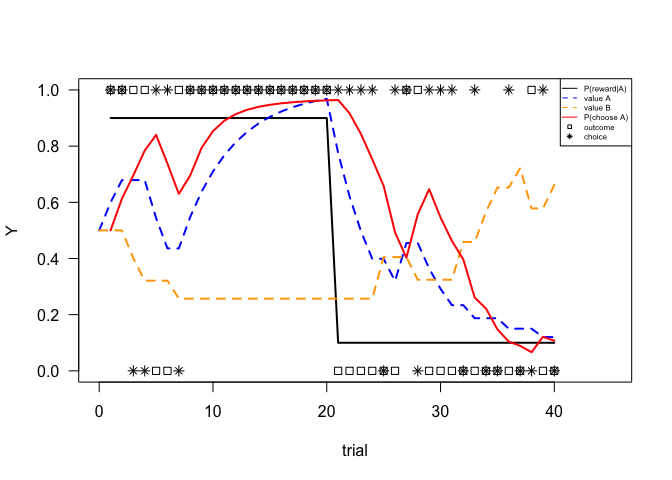 P(reward|A)
value A
value B
P(choose A)
outcome
choice
1.0
0.8
0.6
0.4
0.2
0.0
Y
0 10 20 30 40
trial